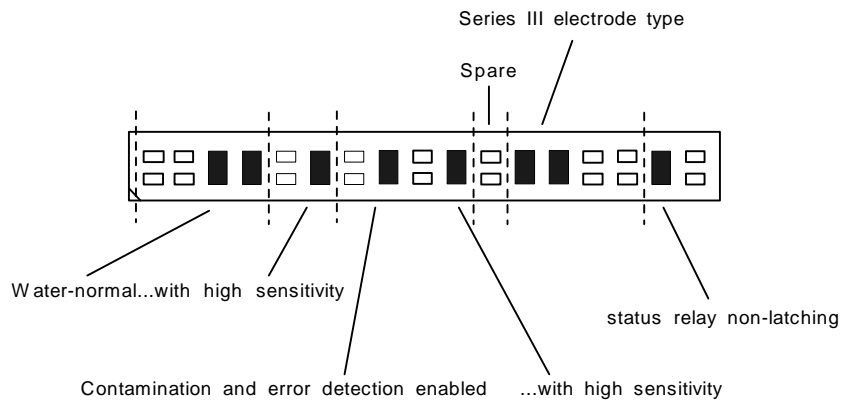 Series III electrode type
Spare
Water-normal...with high sensitivity
status relay non-latching
Contamination and error detection enabled ...with high sensitivity